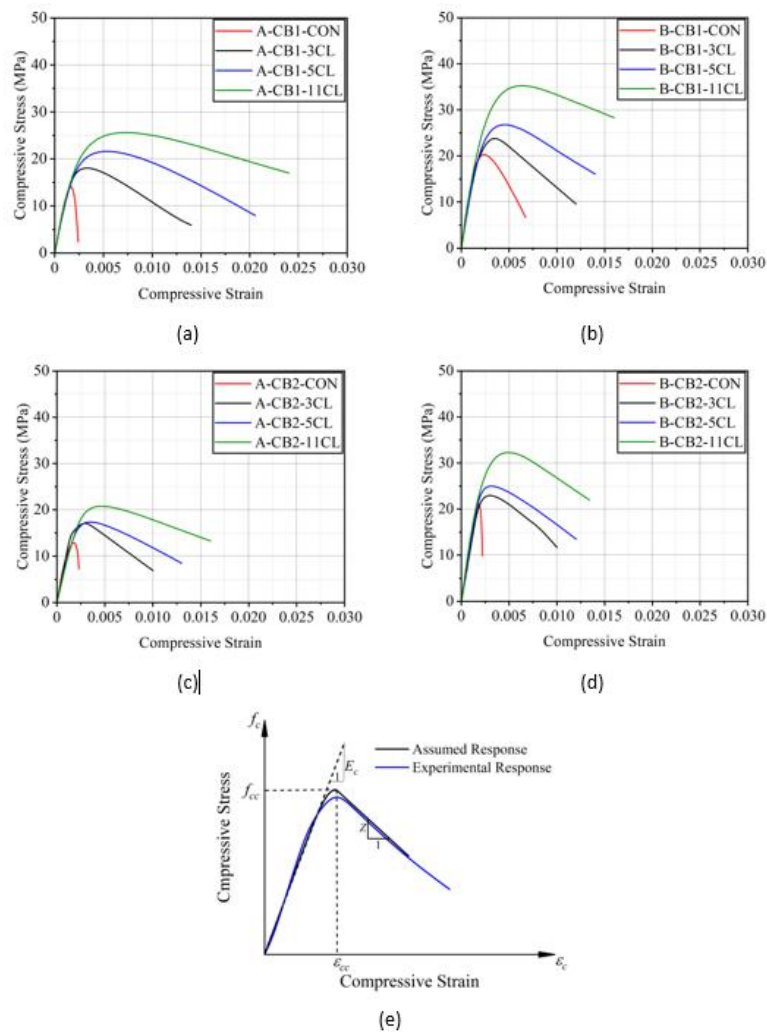 50
40
30
20
10
0
0
0.005
0.010
0.015
0.020
0.025
0.030
Compressive Stress (MPa)
Compressive Strain
A-CB1-CON
A-CB1-3CL
A-CB1-5CL
A-CB1-11CL
(a)
50
40
30
20
10
0
0
0.005
0.010
0.015
0.020
0.025
0.030
Compressive Stress (MPa)
Compressive Strain
B-CB1-CON
B-CB1-3CL
B-CB1-5CL
B-CB1-11CL
(b)
50
40
30
20
10
0
0
0.005
0.010
0.015
0.020
0.025
0.030
Compressive Stress (MPa)
Compressive Strain
A-CB2-CON
A-CB2-3CL
A-CB2-5CL
A-CB2-11CL
(c)
50
40
30
20
10
0
0
0.005
0.010
0.015
0.020
0.025
0.030
Compressive Stress (MPa)
Compressive Strain
B-CB2-CON
B-CB2-3CL
B-CB2-5CL
B-CB2-11CL
(d)
f_c
Assumed Response
Experimental Response
1
E_c
f_cc
Z
1
Cmpressive Stress
ε_cc
ε_c
Compressive Strain
(e)